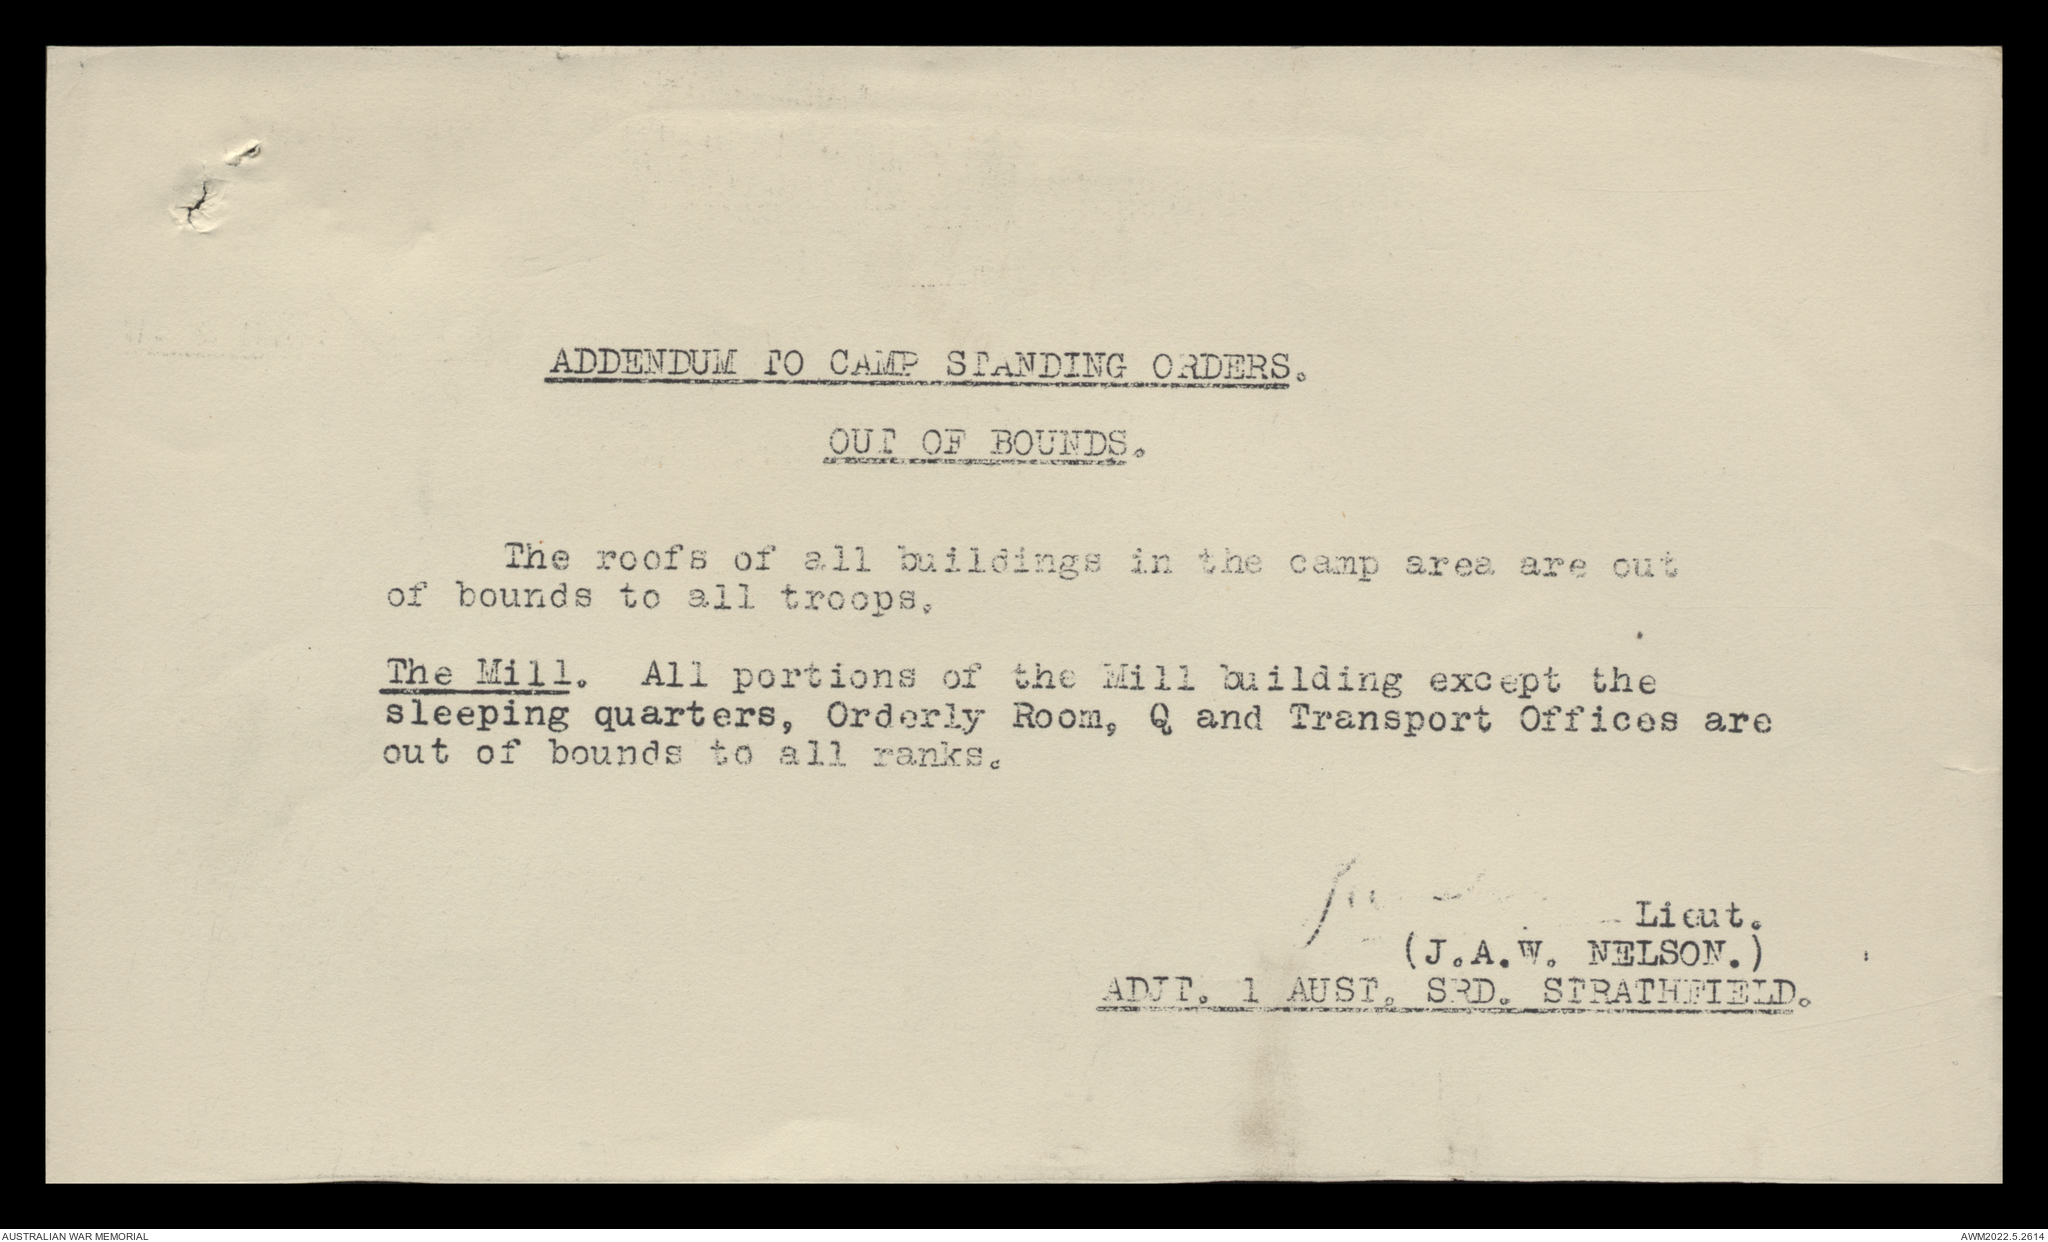 ADDENDUM TO CAMP STANDING ORDERS.
OUT OF BOUNDS.
The roofs of all buildings in the camp area are out
of bounds to all troops.
The Mill. All portions of the Mill building except the
sleeping quarters, Orderly Room, Q and Transport Offices are
out of bounds to all ranks.
Lieut.
(J.A.W. NELSON.)
ADJT. 1 AUST. SRD. STRATHFIELD.
AUSTRALIAN WAR MEMORIAL
AWM2022.5.2614